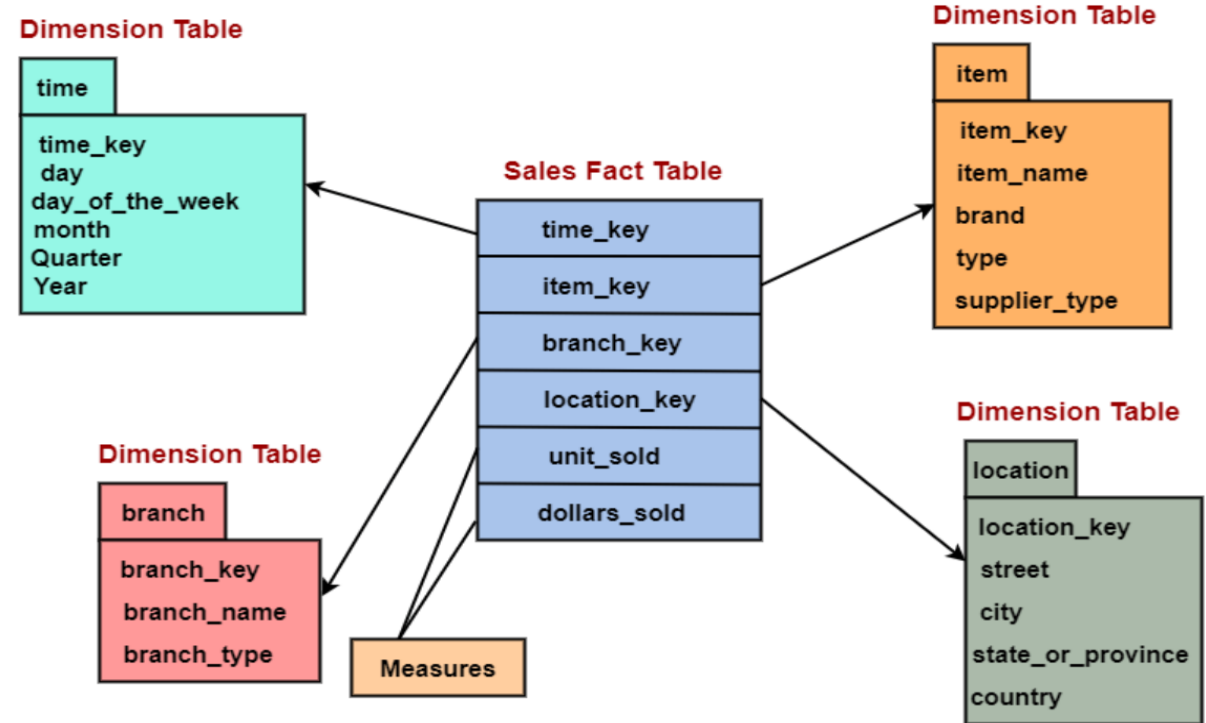 Dimension Table
time
time_key
day
day_of_the_week
month
Quarter
Year
Sales Fact Table
time_key
item_key
branch_key
location_key
unit_sold
dollars_sold
Dimension Table
item
item_key
item_name
brand
type
supplier_type
Dimension Table
branch
branch_key
branch_name
branch_type
Measures
Dimension Table
location
location_key
street
city
state_or_province
country